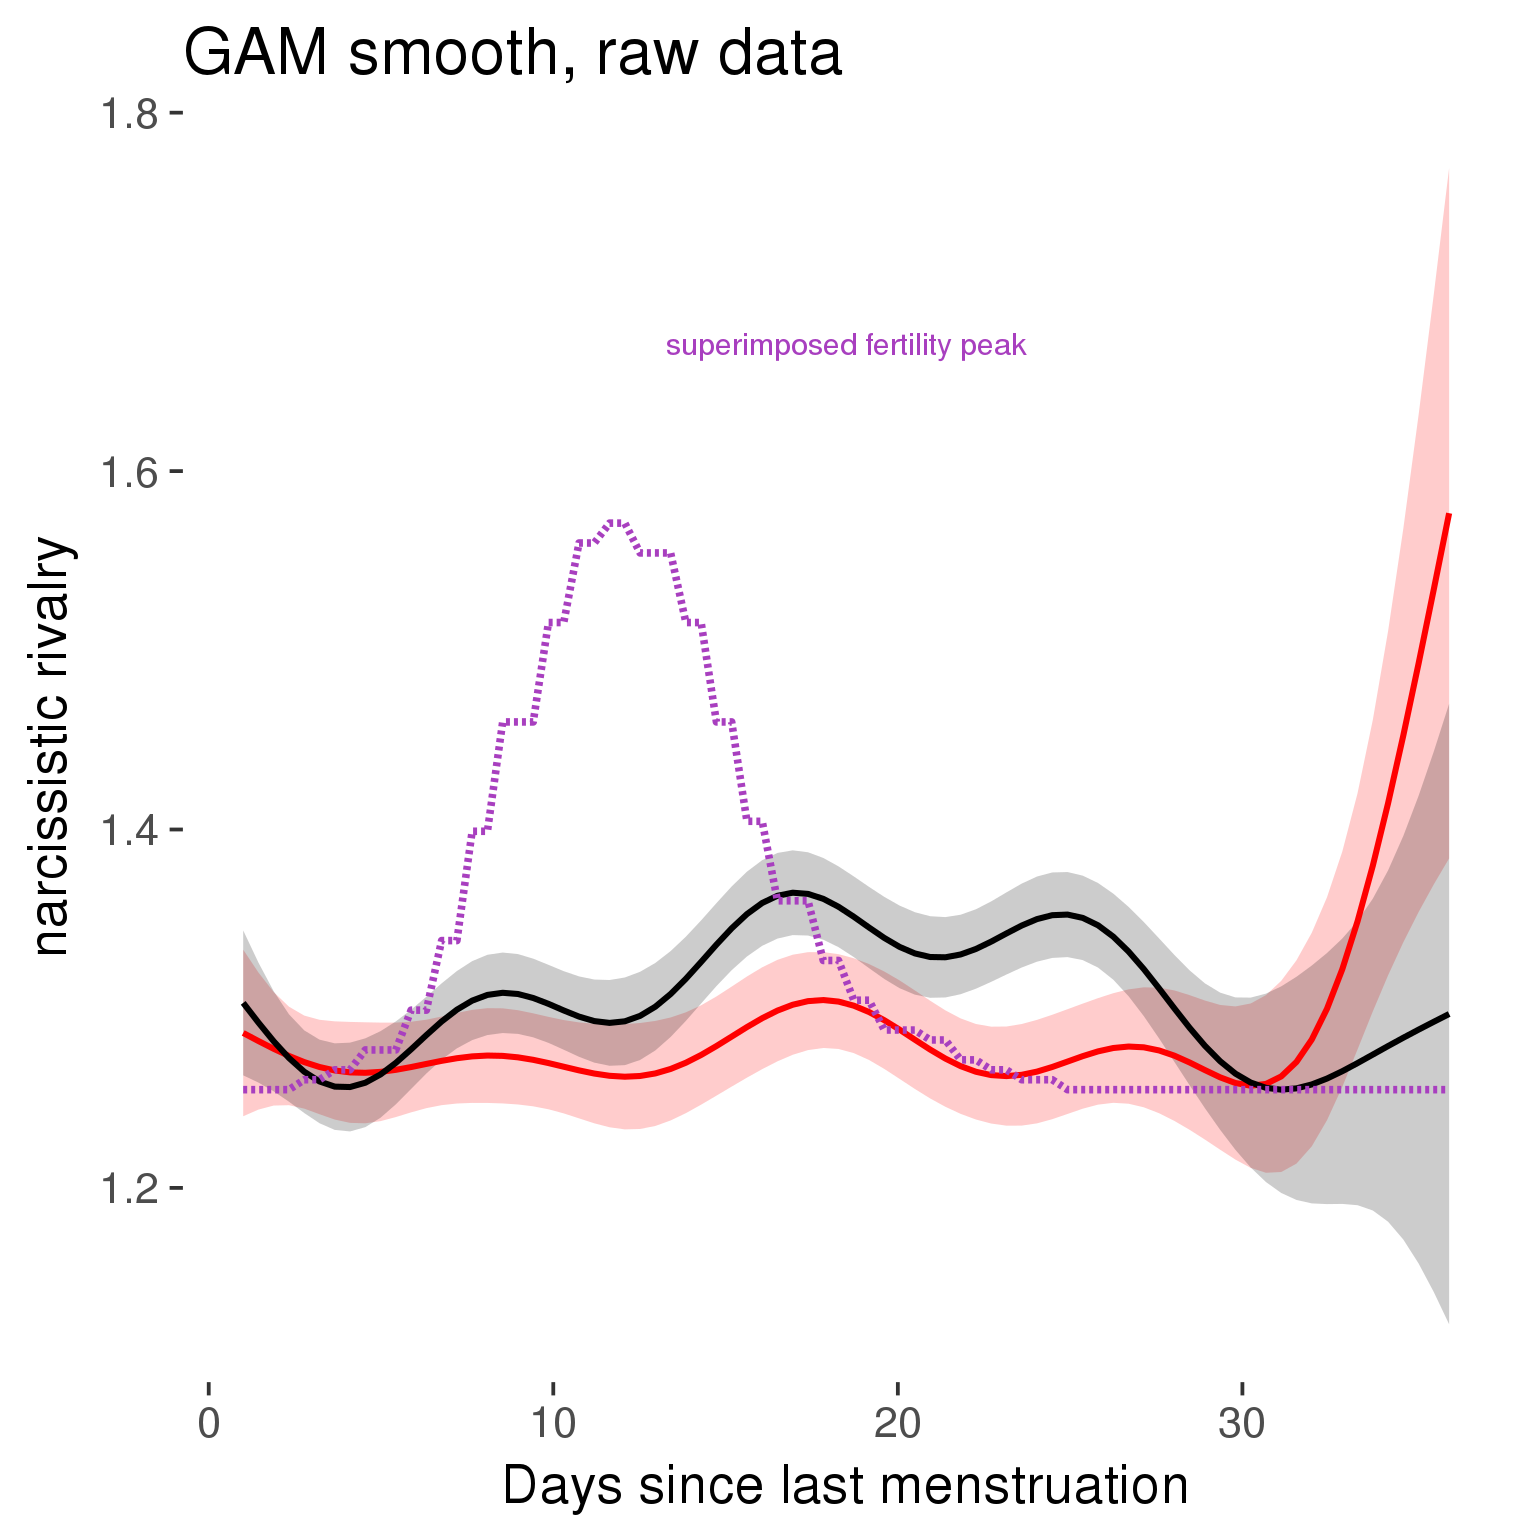 GAM smooth, raw data
1.8
superimposed fertility peak
1.6
narcissistic rivalry
1.4
1.2
0 10 20 30
Days since last menstruation